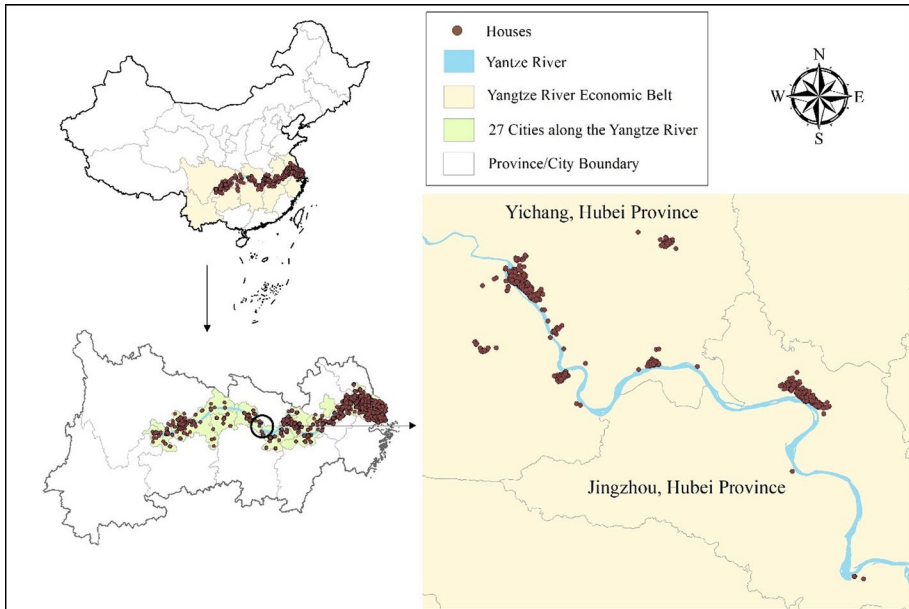 Houses
Yantze River
Yangtze River Economic Belt
27 Cities along the Yangtze River
Province/City Boundary
N
W E
S
Yichang, Hubei Province
Jingzhou, Hubei Province